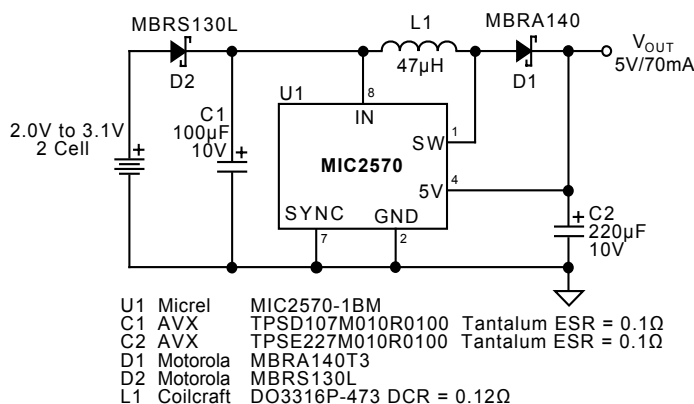 MBRS130L
D2
L1
47µH
MBRA140
D1
VOUT
5V/70mA
2.0V to 3.1V
2 Cell
+
C1
100µF
10V
+
U1
8
IN
MIC2570
SW
1
5V
4
SYNC
GND
7
2
+
C2
220µF
10V
U1 Micrel MIC2570-1BM
C1 AVX TPSD107M010R0100 Tantalum ESR = 0.1Ω
C2 AVX TPSE227M010R0100 Tantalum ESR = 0.1Ω
D1 Motorola MBRA140T3
D2 Motorola MBRS130L
L1 Coilcraft DO3316P-473 DCR = 0.12Ω